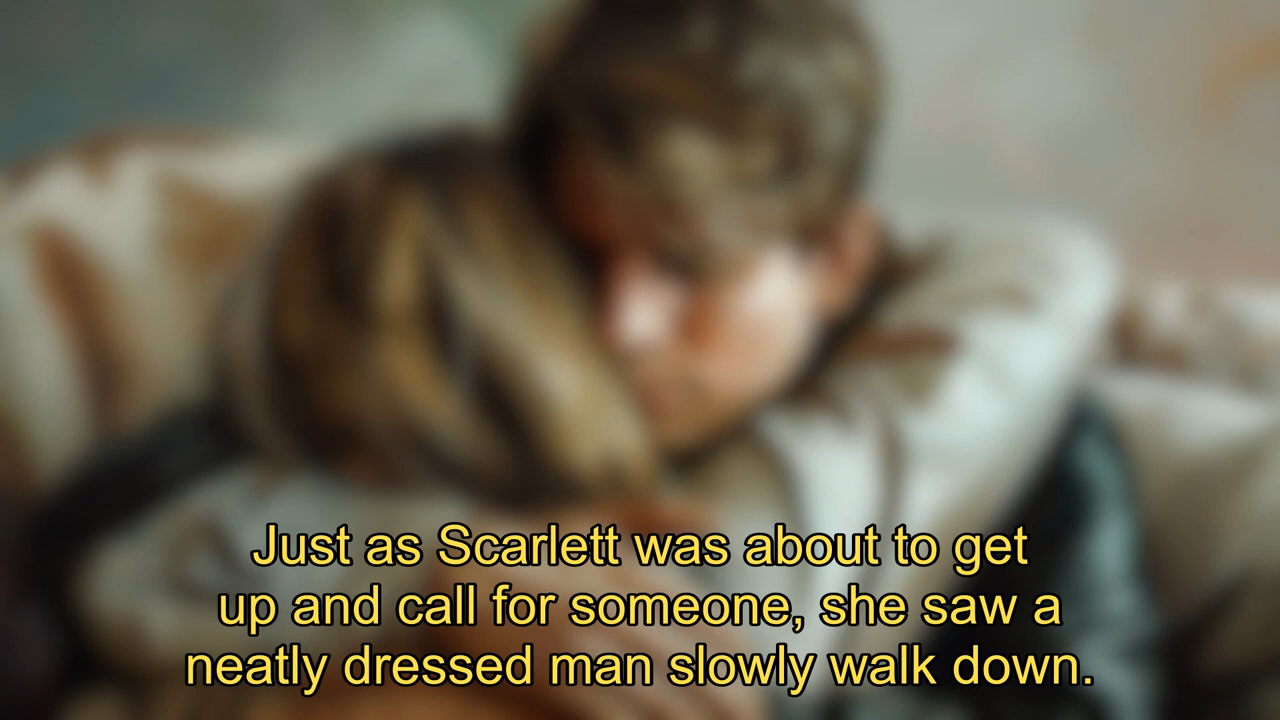 Just as Scarlett was about to get
up and call for someone, she saw a
neatly dressed man slowly walk down.